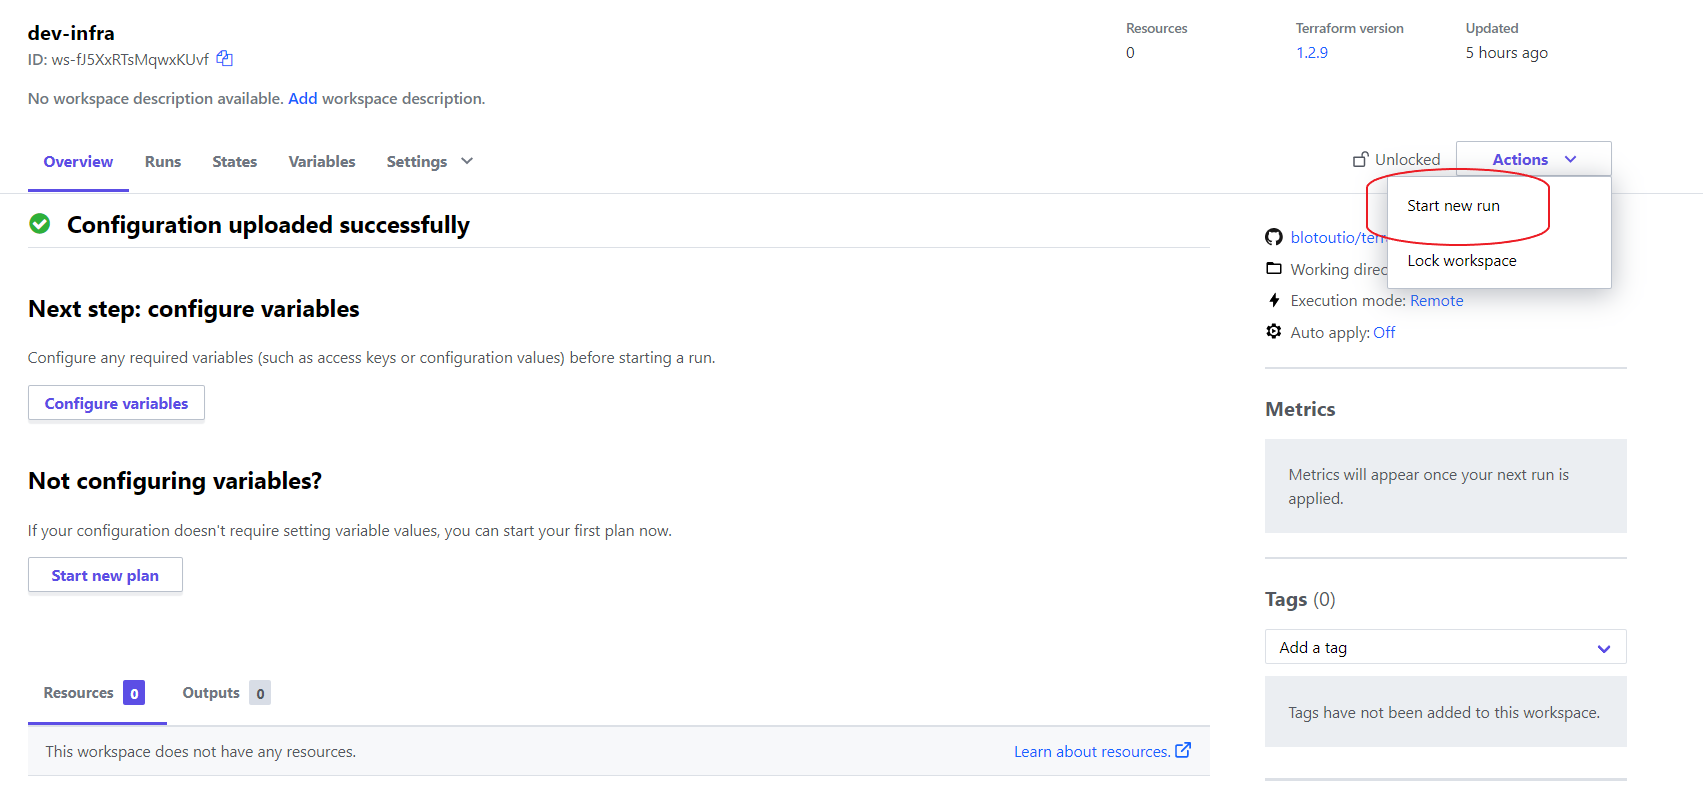 dev-infra
ID: ws-fJ5XxRTsMqwxKUvf
No workspace description available. Add workspace description.
Resources
0
Terraform version
1.2.9
Updated
5 hours ago
Overview
Runs
States
Variables
Settings
Unlocked
Actions
Start new run
Lock workspace
Configuration uploaded successfully
Next step: configure variables
Configure any required variables (such as access keys or configuration values) before starting a run.
Configure variables
Not configuring variables?
If your configuration doesn't require setting variable values, you can start your first plan now.
Start new plan
Resources 0
Outputs 0
This workspace does not have any resources.
Learn about resources.
blotoutio/terr
Working direc
Execution mode: Remote
Auto apply: Off
Metrics
Metrics will appear once your next run is
applied.
Tags (0)
Add a tag
Tags have not been added to this workspace.